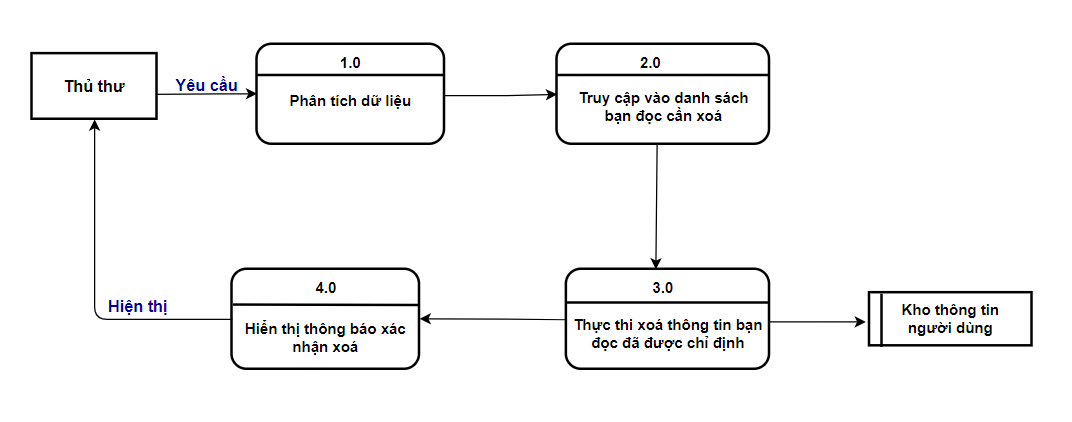 Thủ thư
Yêu cầu
1.0
Phân tích dữ liệu
2.0
Truy cập vào danh sách
bạn đọc cần xoá
3.0
Thực thi xoá thông tin bạn
đọc đã được chỉ định
Kho thông tin
người dùng
4.0
Hiển thị thông báo xác
nhận xoá
Hiện thị